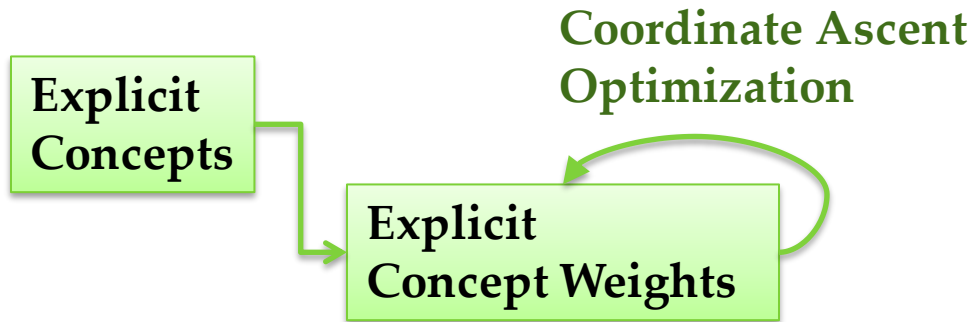 Coordinate Ascent
Optimization
Explicit
Concepts
Explicit
Concept Weights